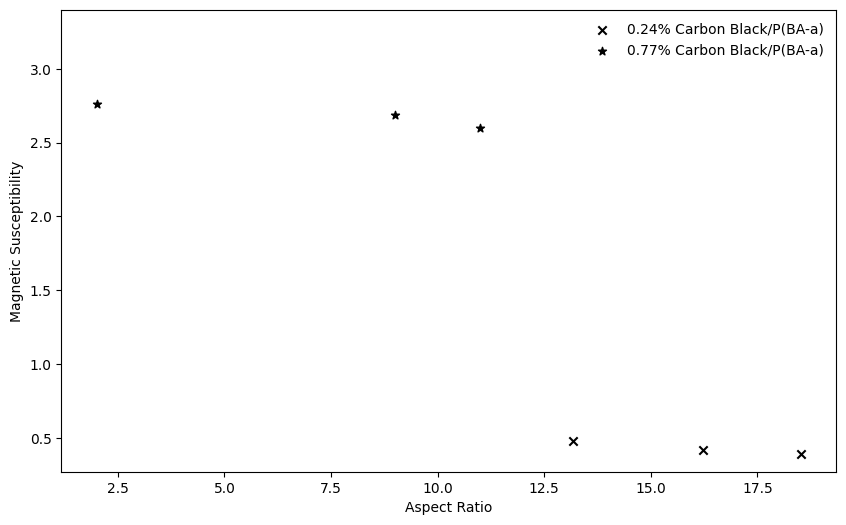 0.24% Carbon Black/P(BA-a)
0.77% Carbon Black/P(BA-a)
3.0
2.5
2.0
1.5
1.0
0.5
Magnetic Susceptibility
2.5 5.0 7.5 10.0 12.5 15.0 17.5
Aspect Ratio